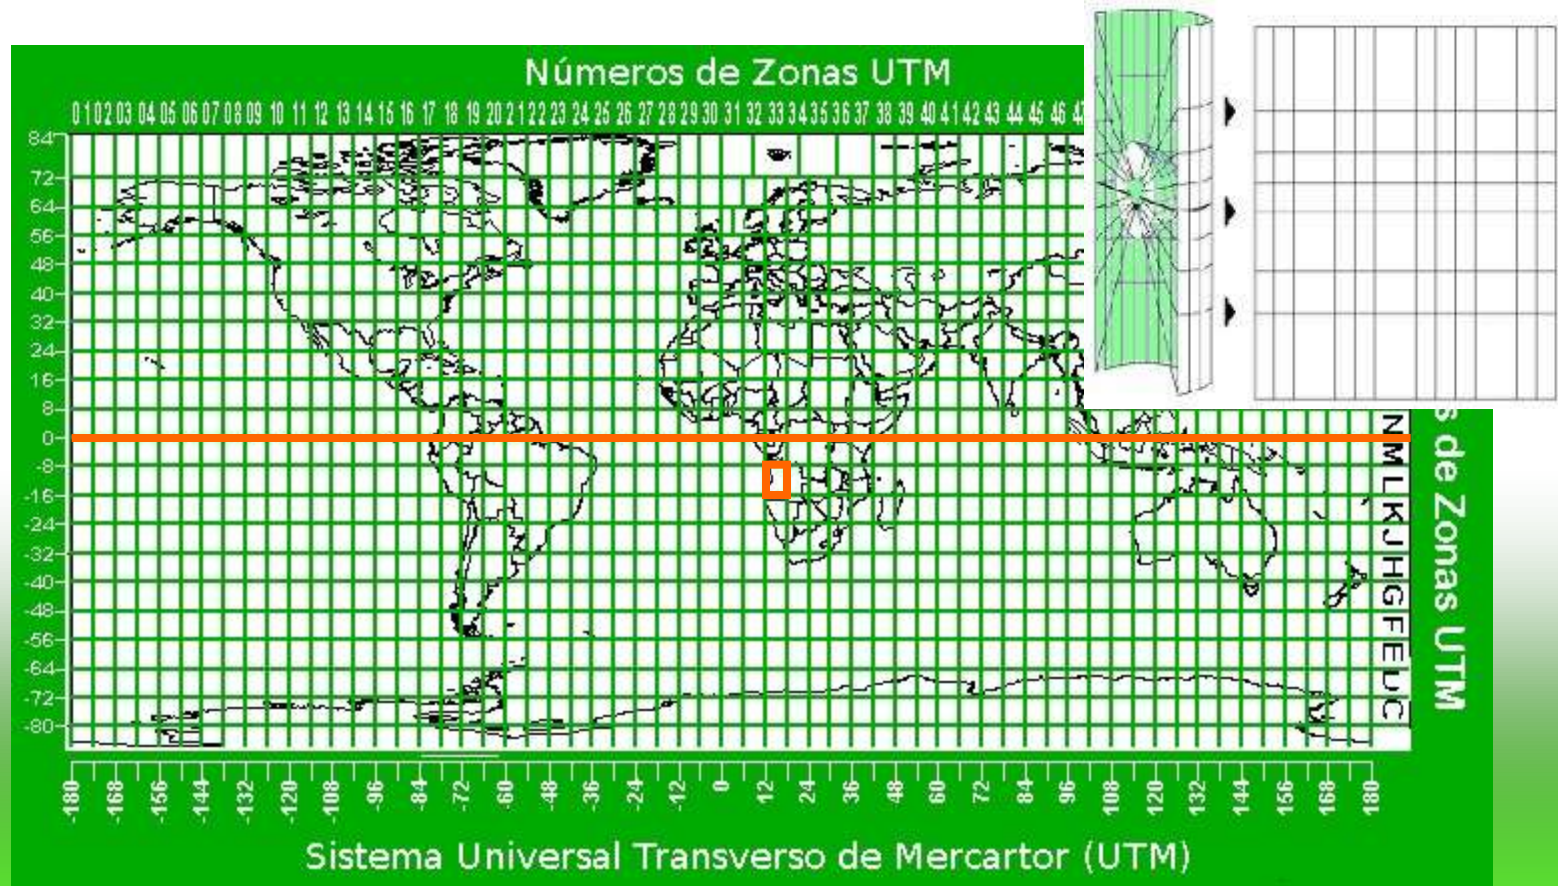 Números de Zonas UTM
01 02 03 04 05 06 07 08 09 10 11 12 13 14 15 16 17 18 19 20 21 22 23 24 25 26 27 28 29 30 31 32 33 34 35 36 37 38 39 40 41 42 43 44 45 46
84
72
64
56
48
40
32
24
16
8
0
-8
-16
-24
-32
-40
-48
-56
-64
-72
-80
N
M
L
K
J
H
G
F
E
C
s de Zonas UTM
-180 -168 -156 -144 -132 -120 -108 -96 -84 -72 -60 -48 -36 -24 -12 0 12 24 36 48 60 72 84 96 108 120 132 144 156 168 180
Sistema Universal Transverso de Mercartor (UTM)